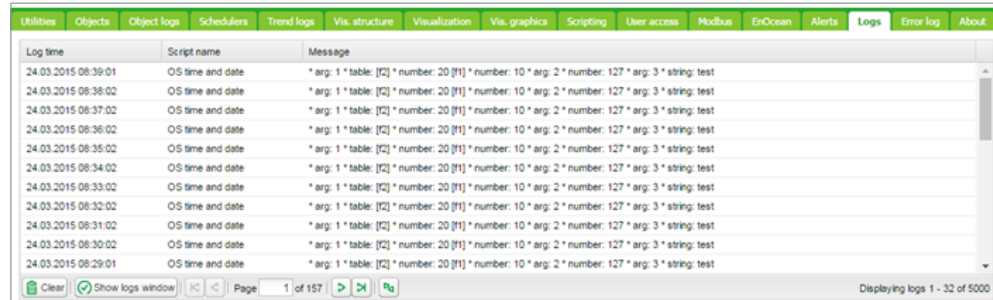 Utilities Objects Object logs Schedulers Trend logs Vis. structure Visualization Vis. graphics Scripting User access Modbus EnOcean Alerts Logs Error log About
Log time Script name Message
24.03.2015 08:39:01 OS time and date * arg: 1 * table: [f2] * number: 20 [f1] * number: 10 * arg: 2 * number: 127 * arg: 3 * string: test
24.03.2015 08:38:02 OS time and date * arg: 1 * table: [f2] * number: 20 [f1] * number: 10 * arg: 2 * number: 127 * arg: 3 * string: test
24.03.2015 08:37:02 OS time and date * arg: 1 * table: [f2] * number: 20 [f1] * number: 10 * arg: 2 * number: 127 * arg: 3 * string: test
24.03.2015 08:36:02 OS time and date * arg: 1 * table: [f2] * number: 20 [f1] * number: 10 * arg: 2 * number: 127 * arg: 3 * string: test
24.03.2015 08:35:02 OS time and date * arg: 1 * table: [f2] * number: 20 [f1] * number: 10 * arg: 2 * number: 127 * arg: 3 * string: test
24.03.2015 08:34:02 OS time and date * arg: 1 * table: [f2] * number: 20 [f1] * number: 10 * arg: 2 * number: 127 * arg: 3 * string: test
24.03.2015 08:33:02 OS time and date * arg: 1 * table: [f2] * number: 20 [f1] * number: 10 * arg: 2 * number: 127 * arg: 3 * string: test
24.03.2015 08:32:02 OS time and date * arg: 1 * table: [f2] * number: 20 [f1] * number: 10 * arg: 2 * number: 127 * arg: 3 * string: test
24.03.2015 08:31:02 OS time and date * arg: 1 * table: [f2] * number: 20 [f1] * number: 10 * arg: 2 * number: 127 * arg: 3 * string: test
24.03.2015 08:30:02 OS time and date * arg: 1 * table: [f2] * number: 20 [f1] * number: 10 * arg: 2 * number: 127 * arg: 3 * string: test
24.03.2015 08:29:01 OS time and date * arg: 1 * table: [f2] * number: 20 [f1] * number: 10 * arg: 2 * number: 127 * arg: 3 * string: test
Clear Show logs window Page 1 of 157 Displaying logs 1 - 32 of 5000